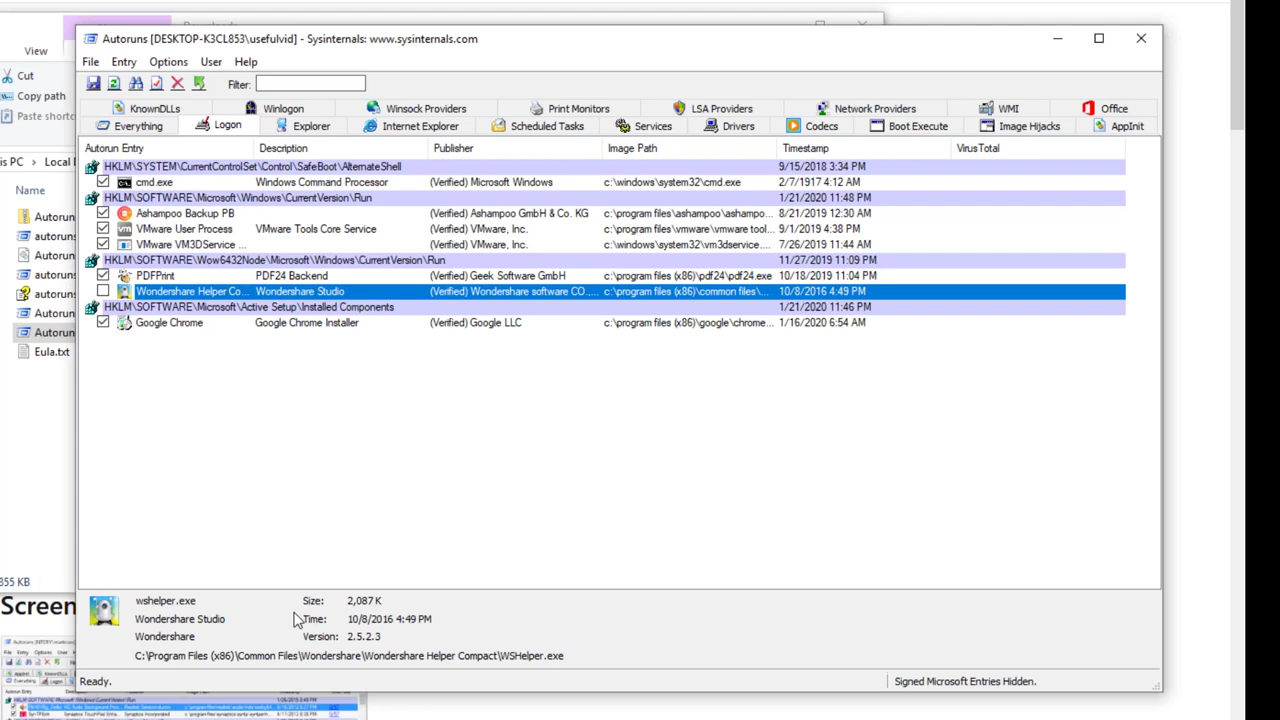 Autoruns [DESKTOP-K3CL853\usefulvid] - Sysinternals: www.sysinternals.com
File Entry Options User Help
Filter:
KnownDLLs Winlogon Winsock Providers Print Monitors LSA Providers Network Providers WMI Office
Everything Logon Explorer Internet Explorer Scheduled Tasks Services Drivers Codecs Boot Execute Image Hijacks AppInit
Autorun Entry Description Publisher Image Path Timestamp VirusTotal
HKLM\SYSTEM\CurrentControlSet\Control\SafeBoot\AlternateShell 9/15/2018 3:34 PM
cmd.exe Windows Command Processor (Verified) Microsoft Windows c:\windows\system32\cmd.exe 2/7/1917 4:12 AM
HKLM\SOFTWARE\Microsoft\Windows\CurrentVersion\Run 1/21/2020 11:48 PM
Ashampoo Backup PB (Verified) Ashampoo GmbH & Co. KG c:\program files\ashampoo\ashampo... 8/21/2019 12:30 AM
VMware User Process VMware Tools Core Service (Verified) VMware, Inc. c:\program files\vmware\vmware tool... 9/1/2019 4:38 PM
VMware VM3DService ... (Verified) VMware, Inc. c:\windows\system32\vm3dservice.... 7/26/2019 11:44 AM
HKLM\SOFTWARE\Wow6432Node\Microsoft\Windows\CurrentVersion\Run 11/27/2019 11:09 PM
PDFPrint PDF24 Backend (Verified) Geek Software GmbH c:\program files (x86)\pdf24\pdf24.exe 10/18/2019 11:04 PM
Wondershare Helper Co... Wondershare Studio (Verified) Wondershare software CO.,... c:\program files (x86)\common files\... 10/8/2016 4:49 PM
HKLM\SOFTWARE\Microsoft\Active Setup\Installed Components 1/21/2020 11:46 PM
Google Chrome Google Chrome Installer (Verified) Google LLC c:\program files (x86)\google\chrome... 1/16/2020 6:54 AM
wshelper.exe Size: 2,087 K
Wondershare Studio Time: 10/8/2016 4:49 PM
Wondershare Version: 2.5.2.3
C:\Program Files (x86)\Common Files\Wondershare\Wondershare Helper Compact\WSHelper.exe
Ready. Signed Microsoft Entries Hidden.
View
Cut
Copy path
Paste shortc
is PC > Local
Name
Autorun
autorun
Autorun
autorun
autorun
Autorun
Autorun
Eula.txt
355 KB
Screen